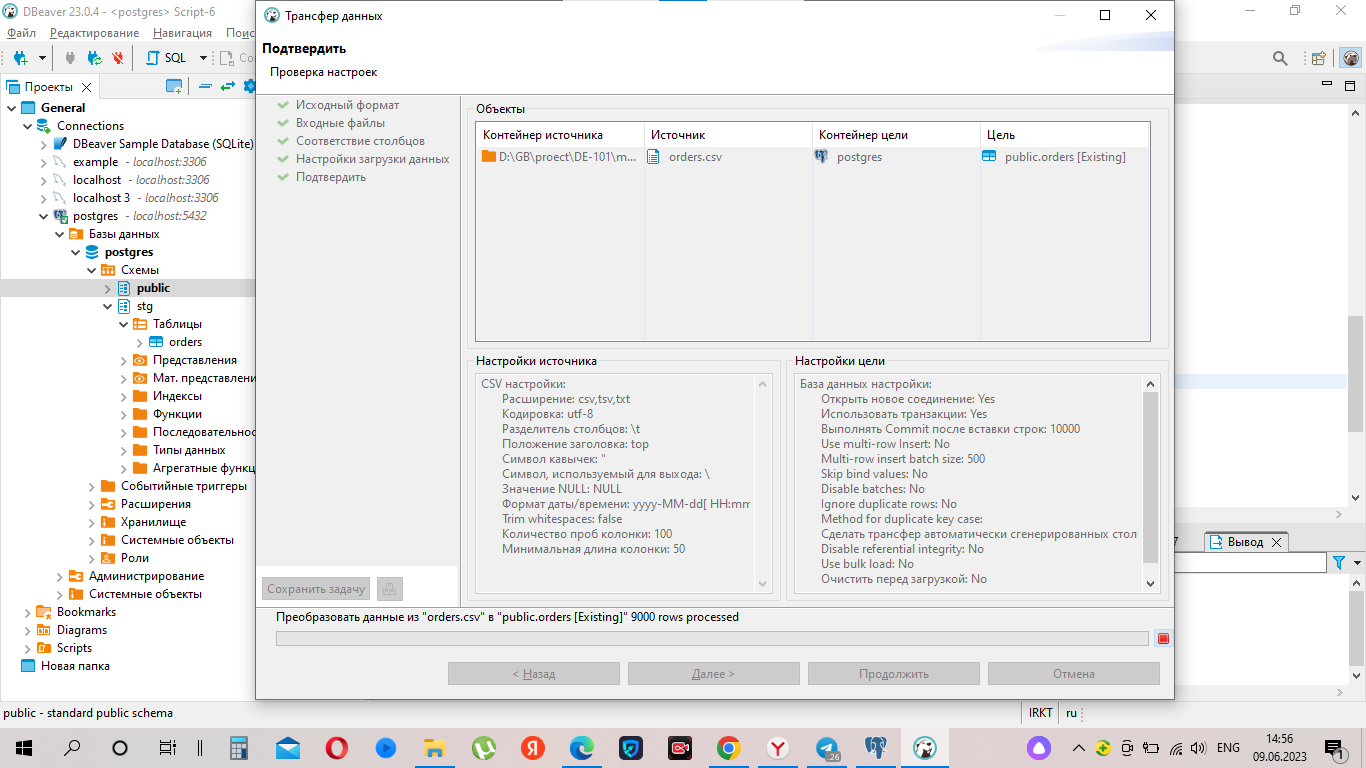 DBeaver 23.0.4 - <postgres> Script-6
Файл Редактирование Навигация
SQL
Проекты
General
Connections
DBeaver Sample Database (SQLite)
example - localhost:3306
localhost - localhost:3306
localhost 3 - localhost:3306
postgres - localhost:5432
Базы данных
postgres
Схемы
public
stg
Таблицы
orders
Представления
Мат. представлени
Индексы
Функции
Последовательнос
Типы данных
Агрегатные функц
Событийные триггеры
Расширения
Хранилище
Системные объекты
Роли
Администрирование
Системные объекты
Bookmarks
Diagrams
Scripts
Новая папка
Трансфер данных
Подтвердить
Проверка настроек
Исходный формат
Входные файлы
Соответствие столбцов
Настройки загрузки данных
Подтвердить
Сохранить задачу
Объекты
Контейнер источника Источник Контейнер цели Цель
D:\GB\proect\DE-101\m... orders.csv postgres public.orders [Existing]
Настройки источника
CSV настройки:
Расширение: csv,tsv,txt
Кодировка: utf-8
Разделитель столбцов: \t
Положение заголовка: top
Символ кавычек: "
Символ, используемый для выхода: \
Значение NULL: NULL
Формат даты/времени: yyyy-MM-dd[ HH:mm
Trim whitespaces: false
Количество проб колонки: 100
Минимальная длина колонки: 50
Настройки цели
База данных настройки:
Открыть новое соединение: Yes
Использовать транзакции: Yes
Выполнять Commit после вставки строк: 10000
Use multi-row Insert: No
Multi-row insert batch size: 500
Skip bind values: No
Disable batches: No
Ignore duplicate rows: No
Method for duplicate key case:
Сделать трансфер автоматически сгенерированных стол
Disable referential integrity: No
Use bulk load: No
Очистить перед загрузкой: No
Преобразовать данные из "orders.csv" в "public.orders [Existing]" 9000 rows processed
< Назад Далее > Продолжить Отмена
Вывод
public - standard public schema
IRKT ru
26
ENG
14:56
09.06.2023
1